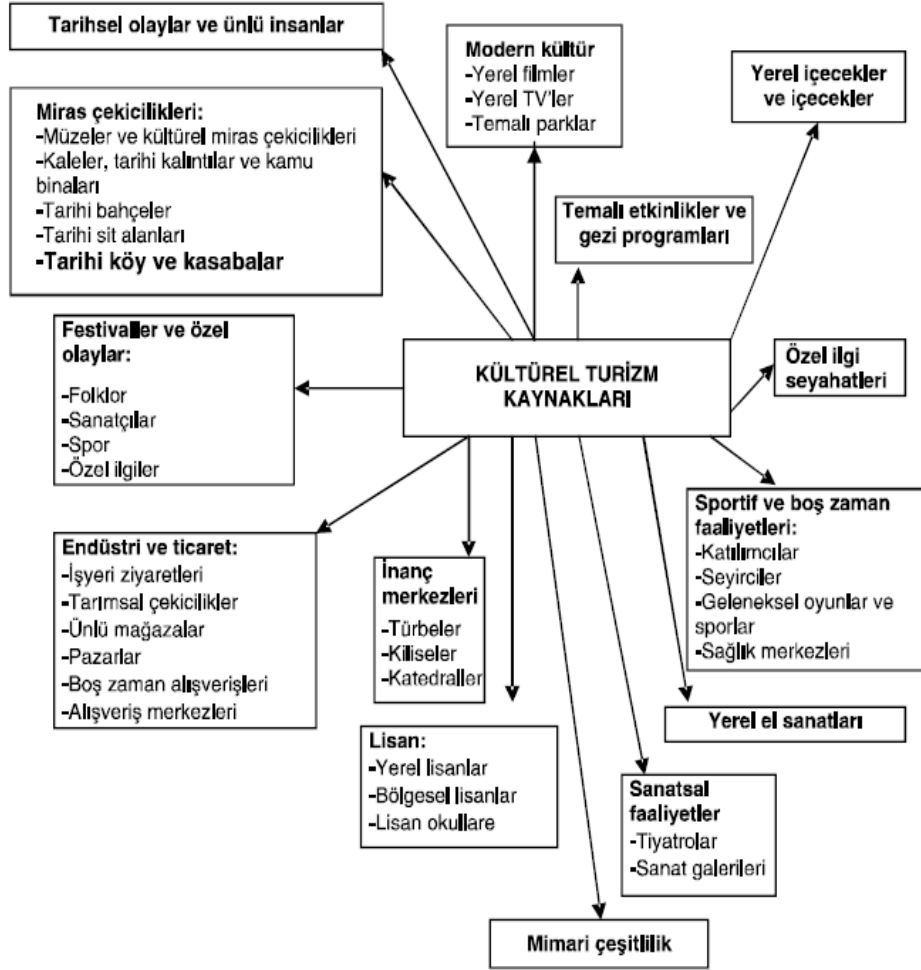 Tarihsel olaylar ve ünlü insanlar
Modern kültür
-Yerel filmler
-Yerel TV'ler
-Temalı parklar
Yerel içecekler
ve içecekler
Miras çekicilikleri:
-Müzeler ve kültürel miras çekicilikleri
-Kaleler, tarihi kalıntılar ve kamu
binaları
-Tarihi bahçeler
-Tarihi sit alanları
-Tarihi köy ve kasabalar
Temalı etkinlikler ve
gezi programları
Festivaller ve özel
olaylar:
-Folklor
-Sanatçılar
-Spor
-Özel ilgiler
KÜLTÜREL TURİZM
KAYNAKLARI
Özel ilgi
seyahatleri
Sportif ve boş zaman
faaliyetleri:
-Katılımcılar
-Seyirciler
-Geleneksel oyunlar ve
sporlar
-Sağlık merkezleri
Endüstri ve ticaret:
-İşyeri ziyaretleri
-Tarımsal çekicilikler
-Ünlü mağazalar
-Pazarlar
-Boş zaman alışverişleri
-Alışveriş merkezleri
İnanç
merkezleri
-Türbeler
-Kiliseler
-Katedraller
Yerel el sanatları
Lisan:
-Yerel lisanlar
-Bölgesel lisanlar
-Lisan okullare
Sanatsal
faaliyetler
-Tiyatrolar
-Sanat galerileri
Mimari çeşitlilik